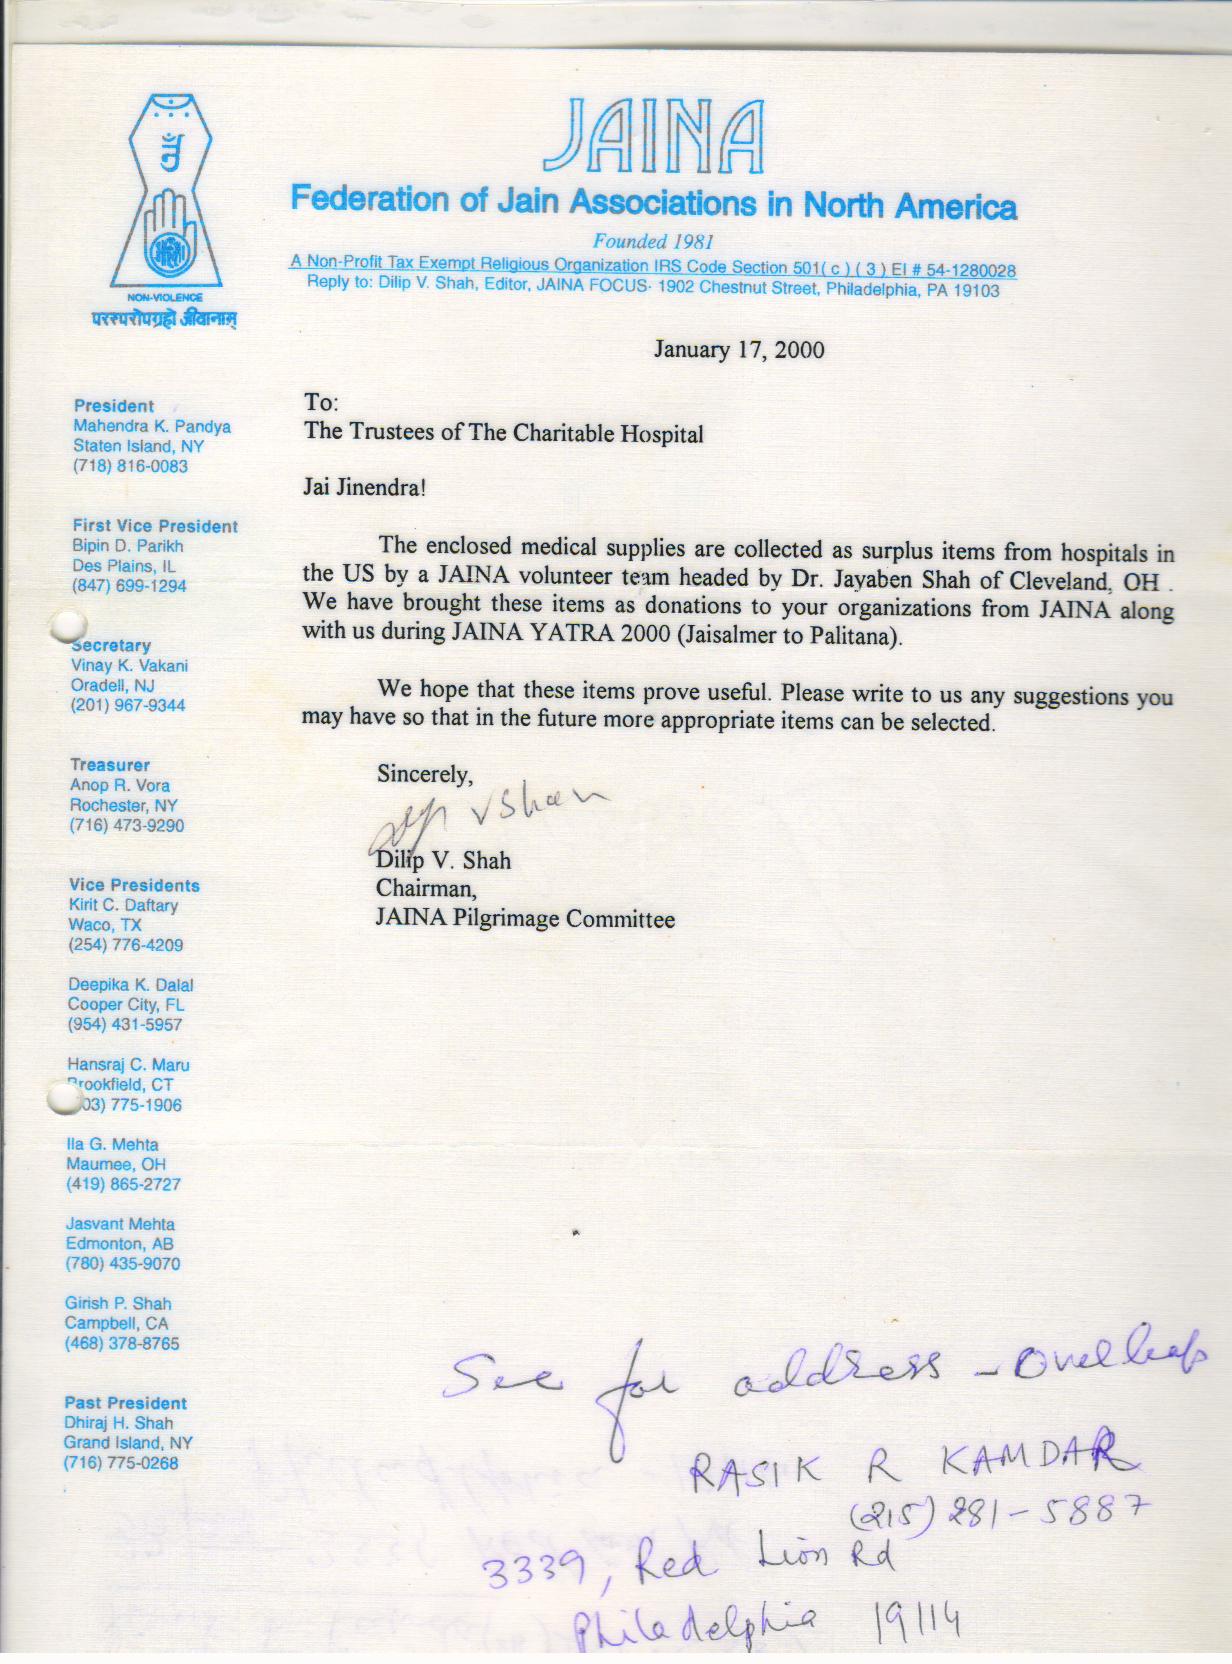 JAINA
Federation of Jain Associations in North America
Founded 1981
A Non-Profit Tax Exempt Religious Organization IRS Code Section 501( c ) ( 3 ) EI # 54-1280028
Reply to: Dilip V. Shah, Editor, JAINA FOCUS· 1902 Chestnut Street, Philadelphia, PA 19103
NON-VIOLENCE
परस्परोपग्रहो जीवानाम्
January 17, 2000
To:
The Trustees of The Charitable Hospital
Jai Jinendra!
The enclosed medical supplies are collected as surplus items from hospitals in
the US by a JAINA volunteer team headed by Dr. Jayaben Shah of Cleveland, OH .
We have brought these items as donations to your organizations from JAINA along
with us during JAINA YATRA 2000 (Jaisalmer to Palitana).
We hope that these items prove useful. Please write to us any suggestions you
may have so that in the future more appropriate items can be selected.
Sincerely,
V Shah
Dilip V. Shah
Chairman,
JAINA Pilgrimage Committee
President
Mahendra K. Pandya
Staten Island, NY
(718) 816-0083
First Vice President
Bipin D. Parikh
Des Plains, IL
(847) 699-1294
Secretary
Vinay K. Vakani
Oradell, NJ
(201) 967-9344
Treasurer
Anop R. Vora
Rochester, NY
(716) 473-9290
Vice Presidents
Kirit C. Daftary
Waco, TX
(254) 776-4209
Deepika K. Dalal
Cooper City, FL
(954) 431-5957
Hansraj C. Maru
Brookfield, CT
03) 775-1906
Ila G. Mehta
Maumee, OH
(419) 865-2727
Jasvant Mehta
Edmonton, AB
(780) 435-9070
Girish P. Shah
Campbell, CA
(468) 378-8765
Past President
Dhiraj H. Shah
Grand Island, NY
(716) 775-0268
See for address - Overleaf
RASIK R KAMDAR
(215) 281-5887
3339, Red Lion Rd
Philadelphia 19114